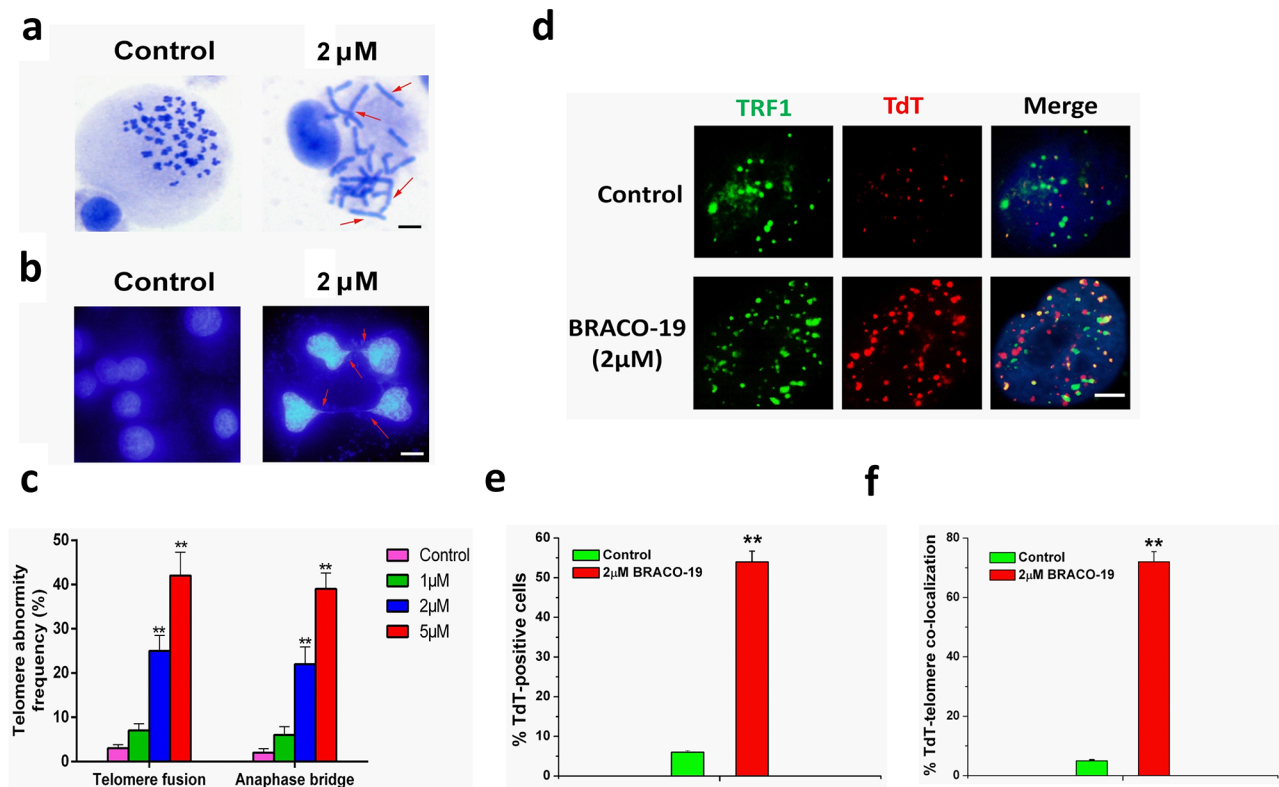 a
Control
2 µM
b
Control
2 µM
c
Telomere abnormity
frequency (%)
50
40
30
20
10
0
**
**
**
**
Telomere fusion
Anaphase bridge
Control
1µM
2µM
5µM
d
TRF1
TdT
Merge
Control
BRACO-19
(2µM)
e
% TdT-positive cells
60
50
40
30
20
10
0
Control
2µM BRACO-19
**
f
% TdT-telomere co-localization
80
60
40
20
0
Control
2µM BRACO-19
**